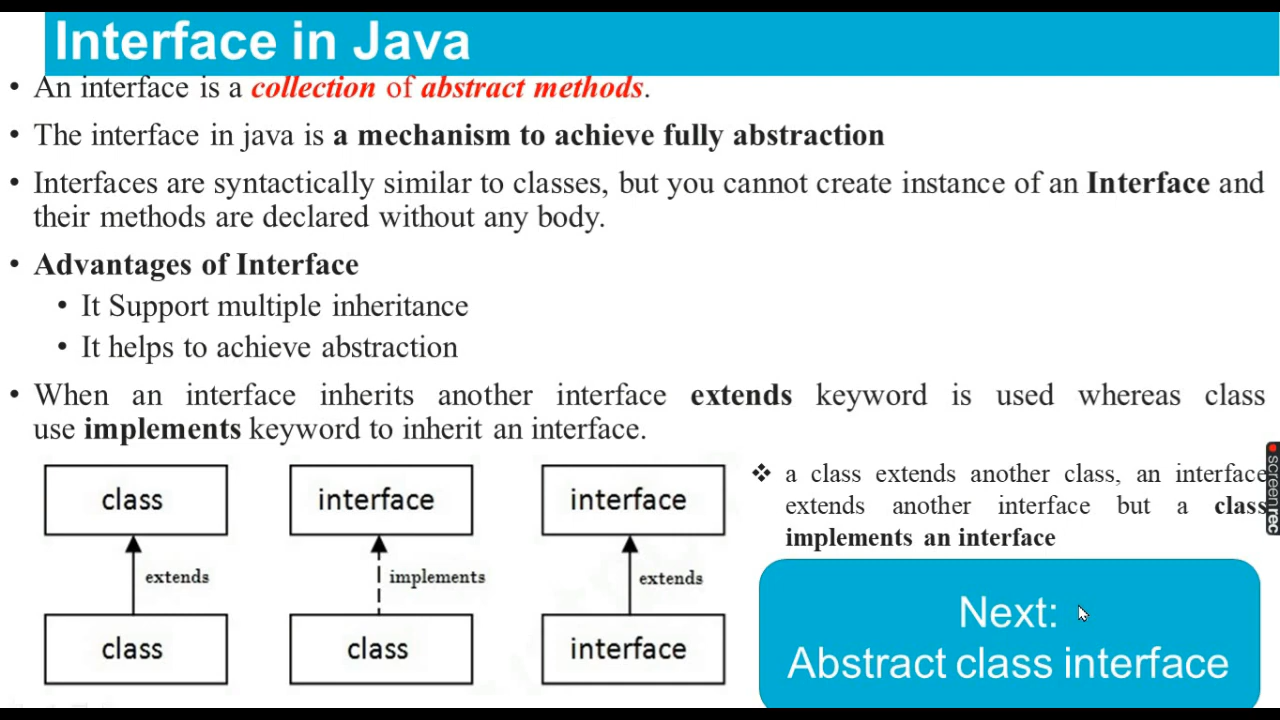 Interface in Java
• An interface is a collection of abstract methods.
• The interface in java is a mechanism to achieve fully abstraction
• Interfaces are syntactically similar to classes, but you cannot create instance of an Interface and
their methods are declared without any body.
• Advantages of Interface
• It Support multiple inheritance
• It helps to achieve abstraction
• When an interface inherits another interface extends keyword is used whereas class
use implements keyword to inherit an interface.
class
extends
class
interface
implements
class
interface
extends
interface
❖ a class extends another class, an interface
extends another interface but a class
implements an interface
Next:
Abstract class interface
screenrec